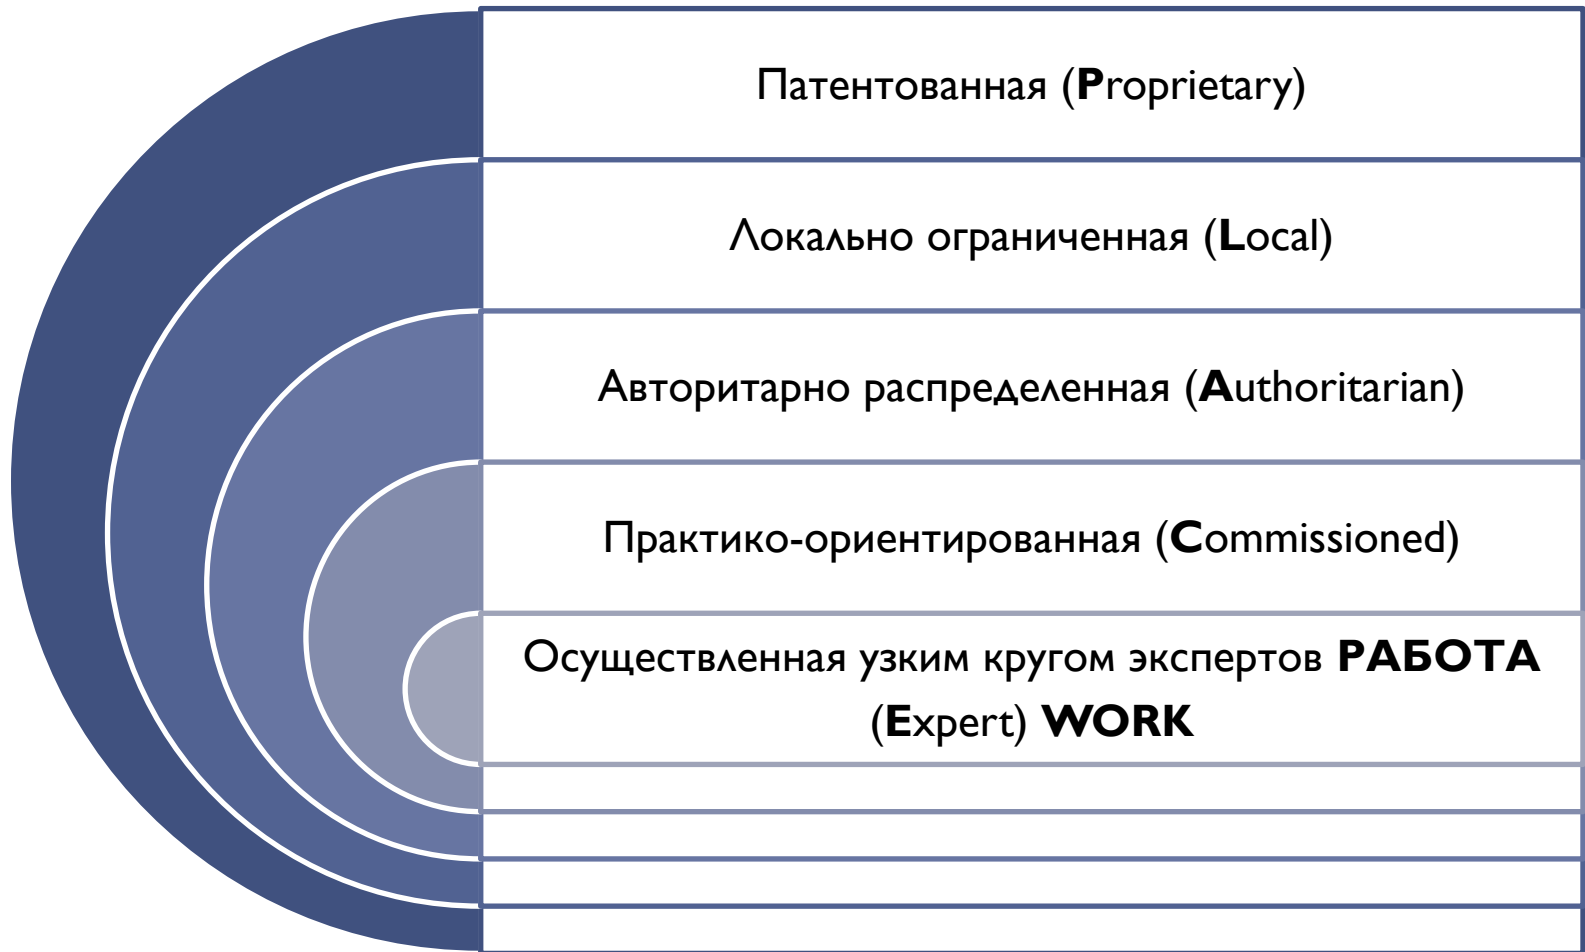 Патентованная (Proprietary)
Локально ограниченная (Local)
Авторитарно распределенная (Authoritarian)
Практико-ориентированная (Commissioned)
Осуществленная узким кругом экспертов РАБОТА
(Expert) WORK